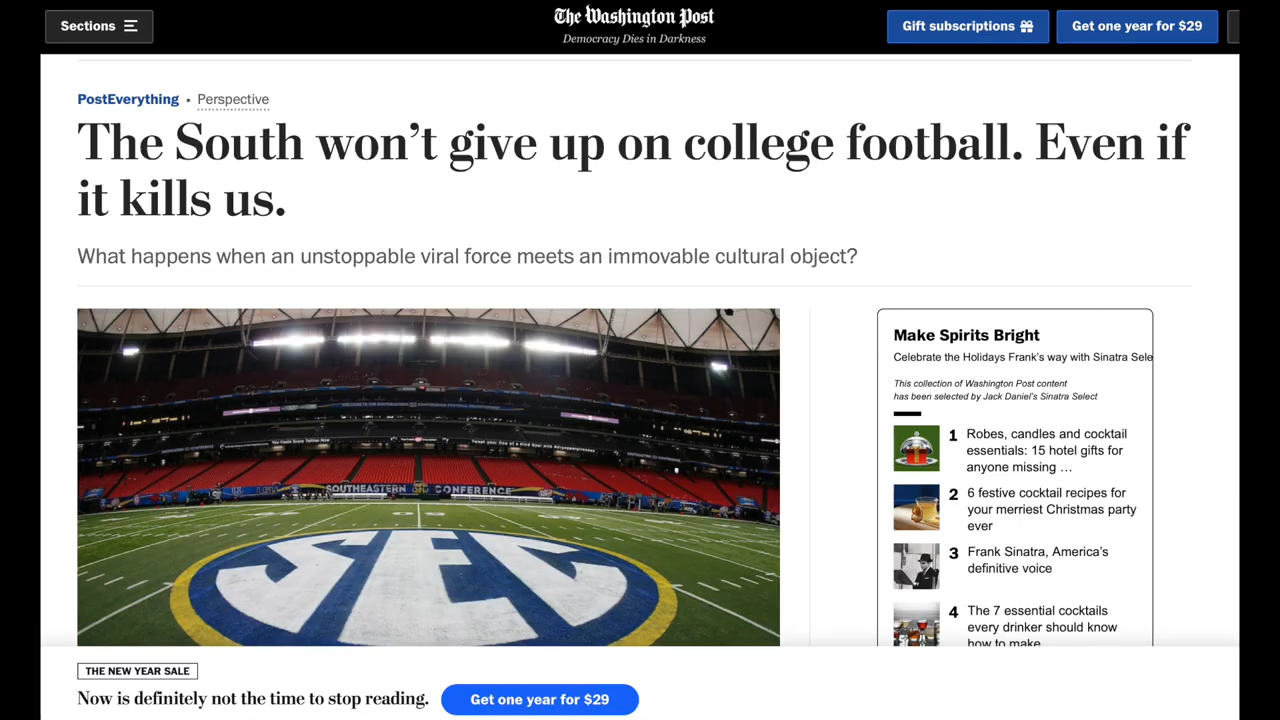 Sections
The Washington Post
Democracy Dies in Darkness
Gift subscriptions
Get one year for $29
PostEverything • Perspective
The South won’t give up on college football. Even if
it kills us.
What happens when an unstoppable viral force meets an immovable cultural object?
SOUTHEASTERN CONFERENCE
SEC
Make Spirits Bright
Celebrate the Holidays Frank’s way with Sinatra Sele
This collection of Washington Post content
has been selected by Jack Daniel’s Sinatra Select
1 Robes, candles and cocktail
essentials: 15 hotel gifts for
anyone missing …
2 6 festive cocktail recipes for
your merriest Christmas party
ever
3 Frank Sinatra, America’s
definitive voice
4 The 7 essential cocktails
every drinker should know
how to make
THE NEW YEAR SALE
Now is definitely not the time to stop reading.
Get one year for $29